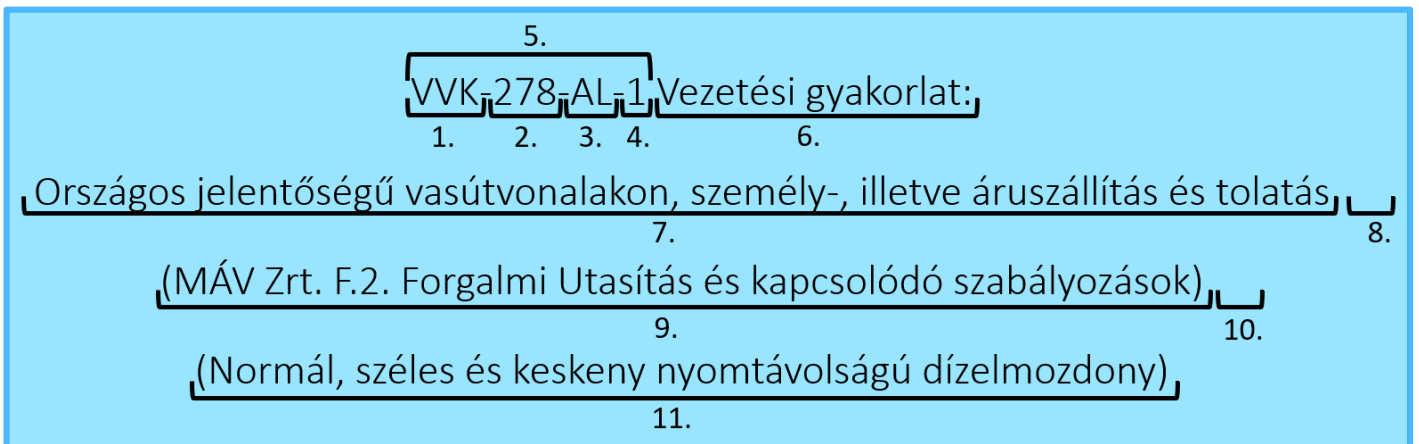 5.
VVK-278-AL-1 Vezetési gyakorlat:
1. 2. 3. 4. 6.
Országos jelentőségű vasútvonalakon, személy-, illetve áruszállítás és tolatás
7. 8.
(MÁV Zrt. F.2. Forgalmi Utasítás és kapcsolódó szabályozások)
9. 10.
(Normál, széles és keskeny nyomtávolságú dízelmozdony)
11.